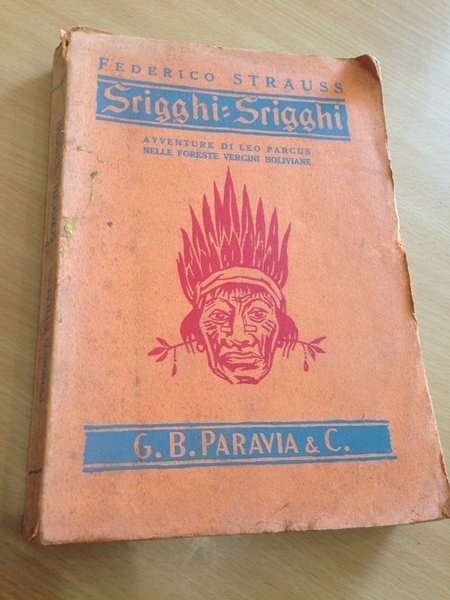 FEDERICO STRAUSS
Srigghi-Srigghi
AVVENTURE DI LEO PARCUS
NELLE FORESTE VERGINI BOLIVIANE
G. B. PARAVIA & C.